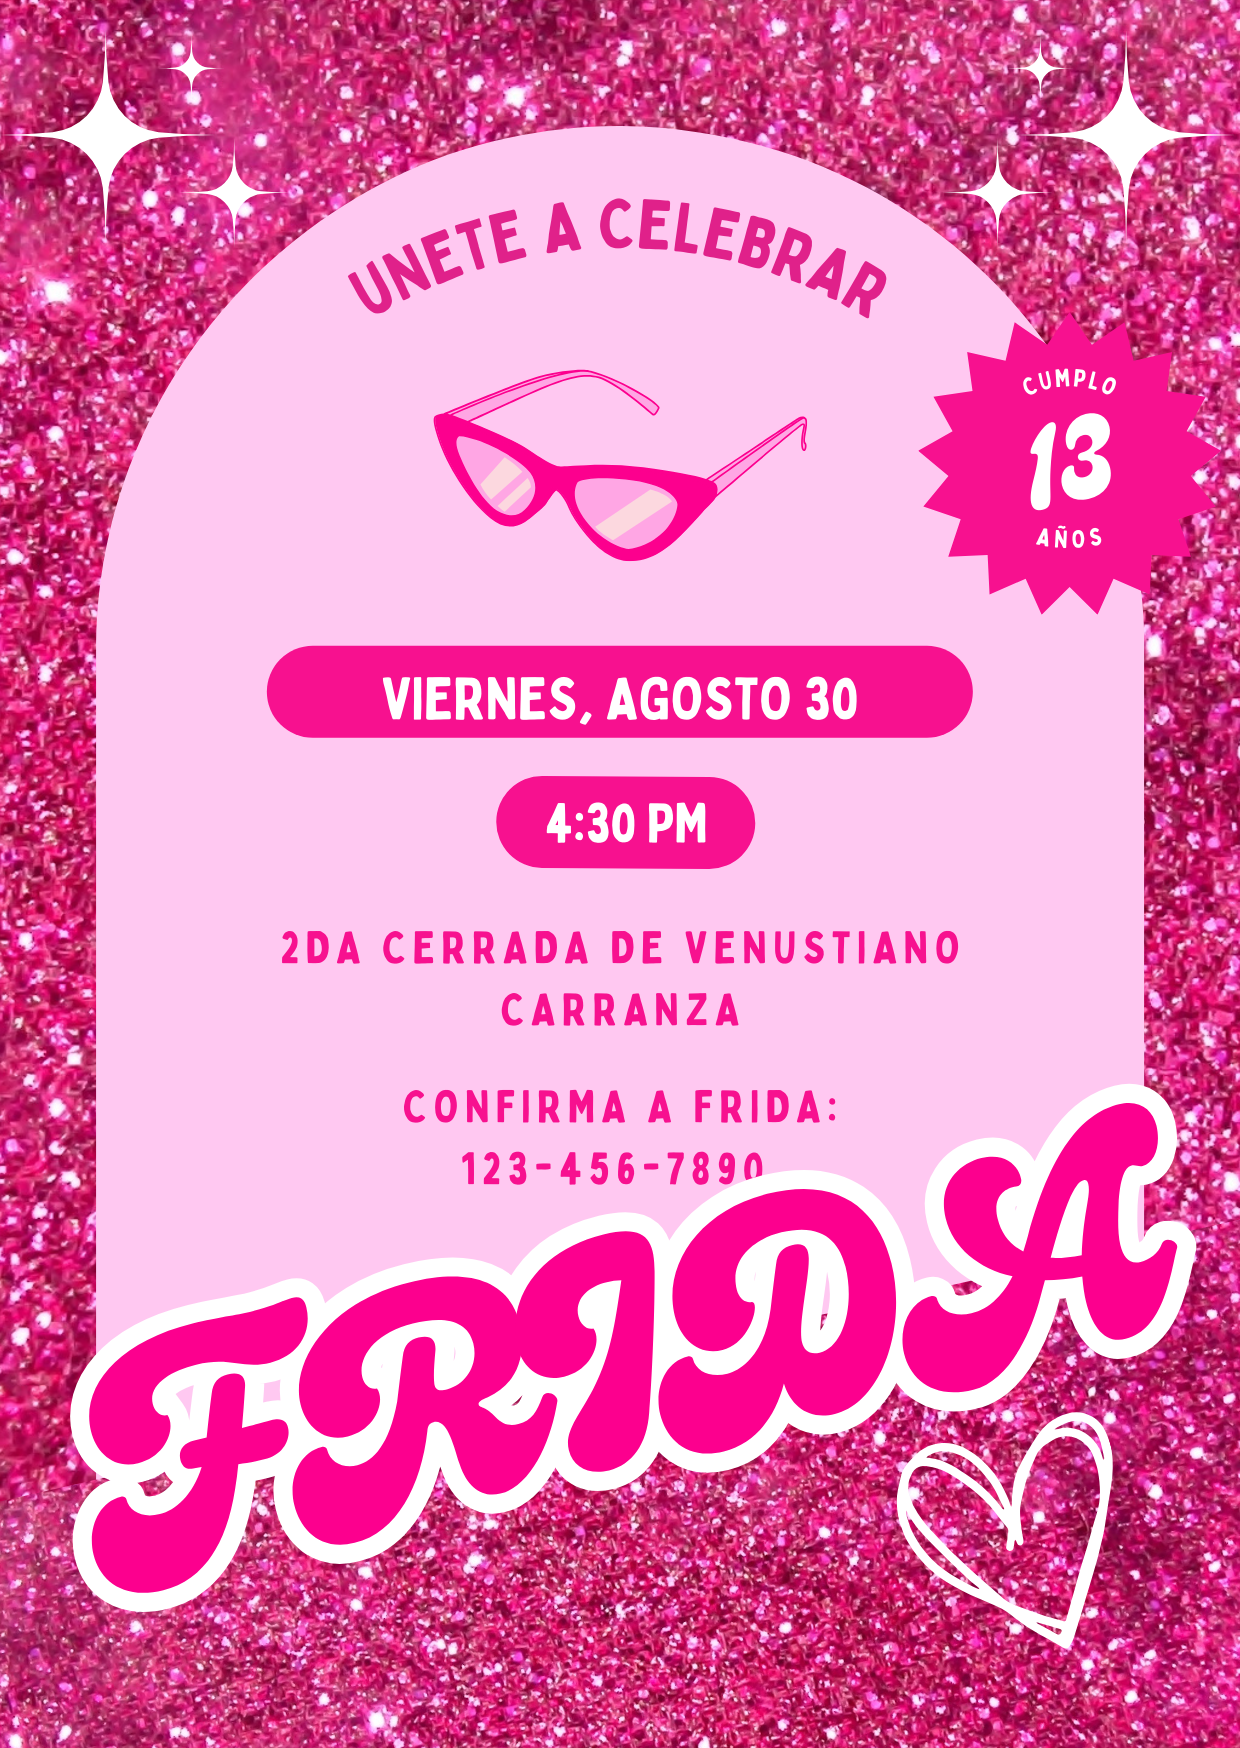 UNETE A CELEBRAR
CUMPLO
13
AÑOS
VIERNES, AGOSTO 30
4:30 PM
2DA CERRADA DE VENUSTIANO
CARRANZA
CONFIRMA A FRIDA:
123-456-7890
FRIDA